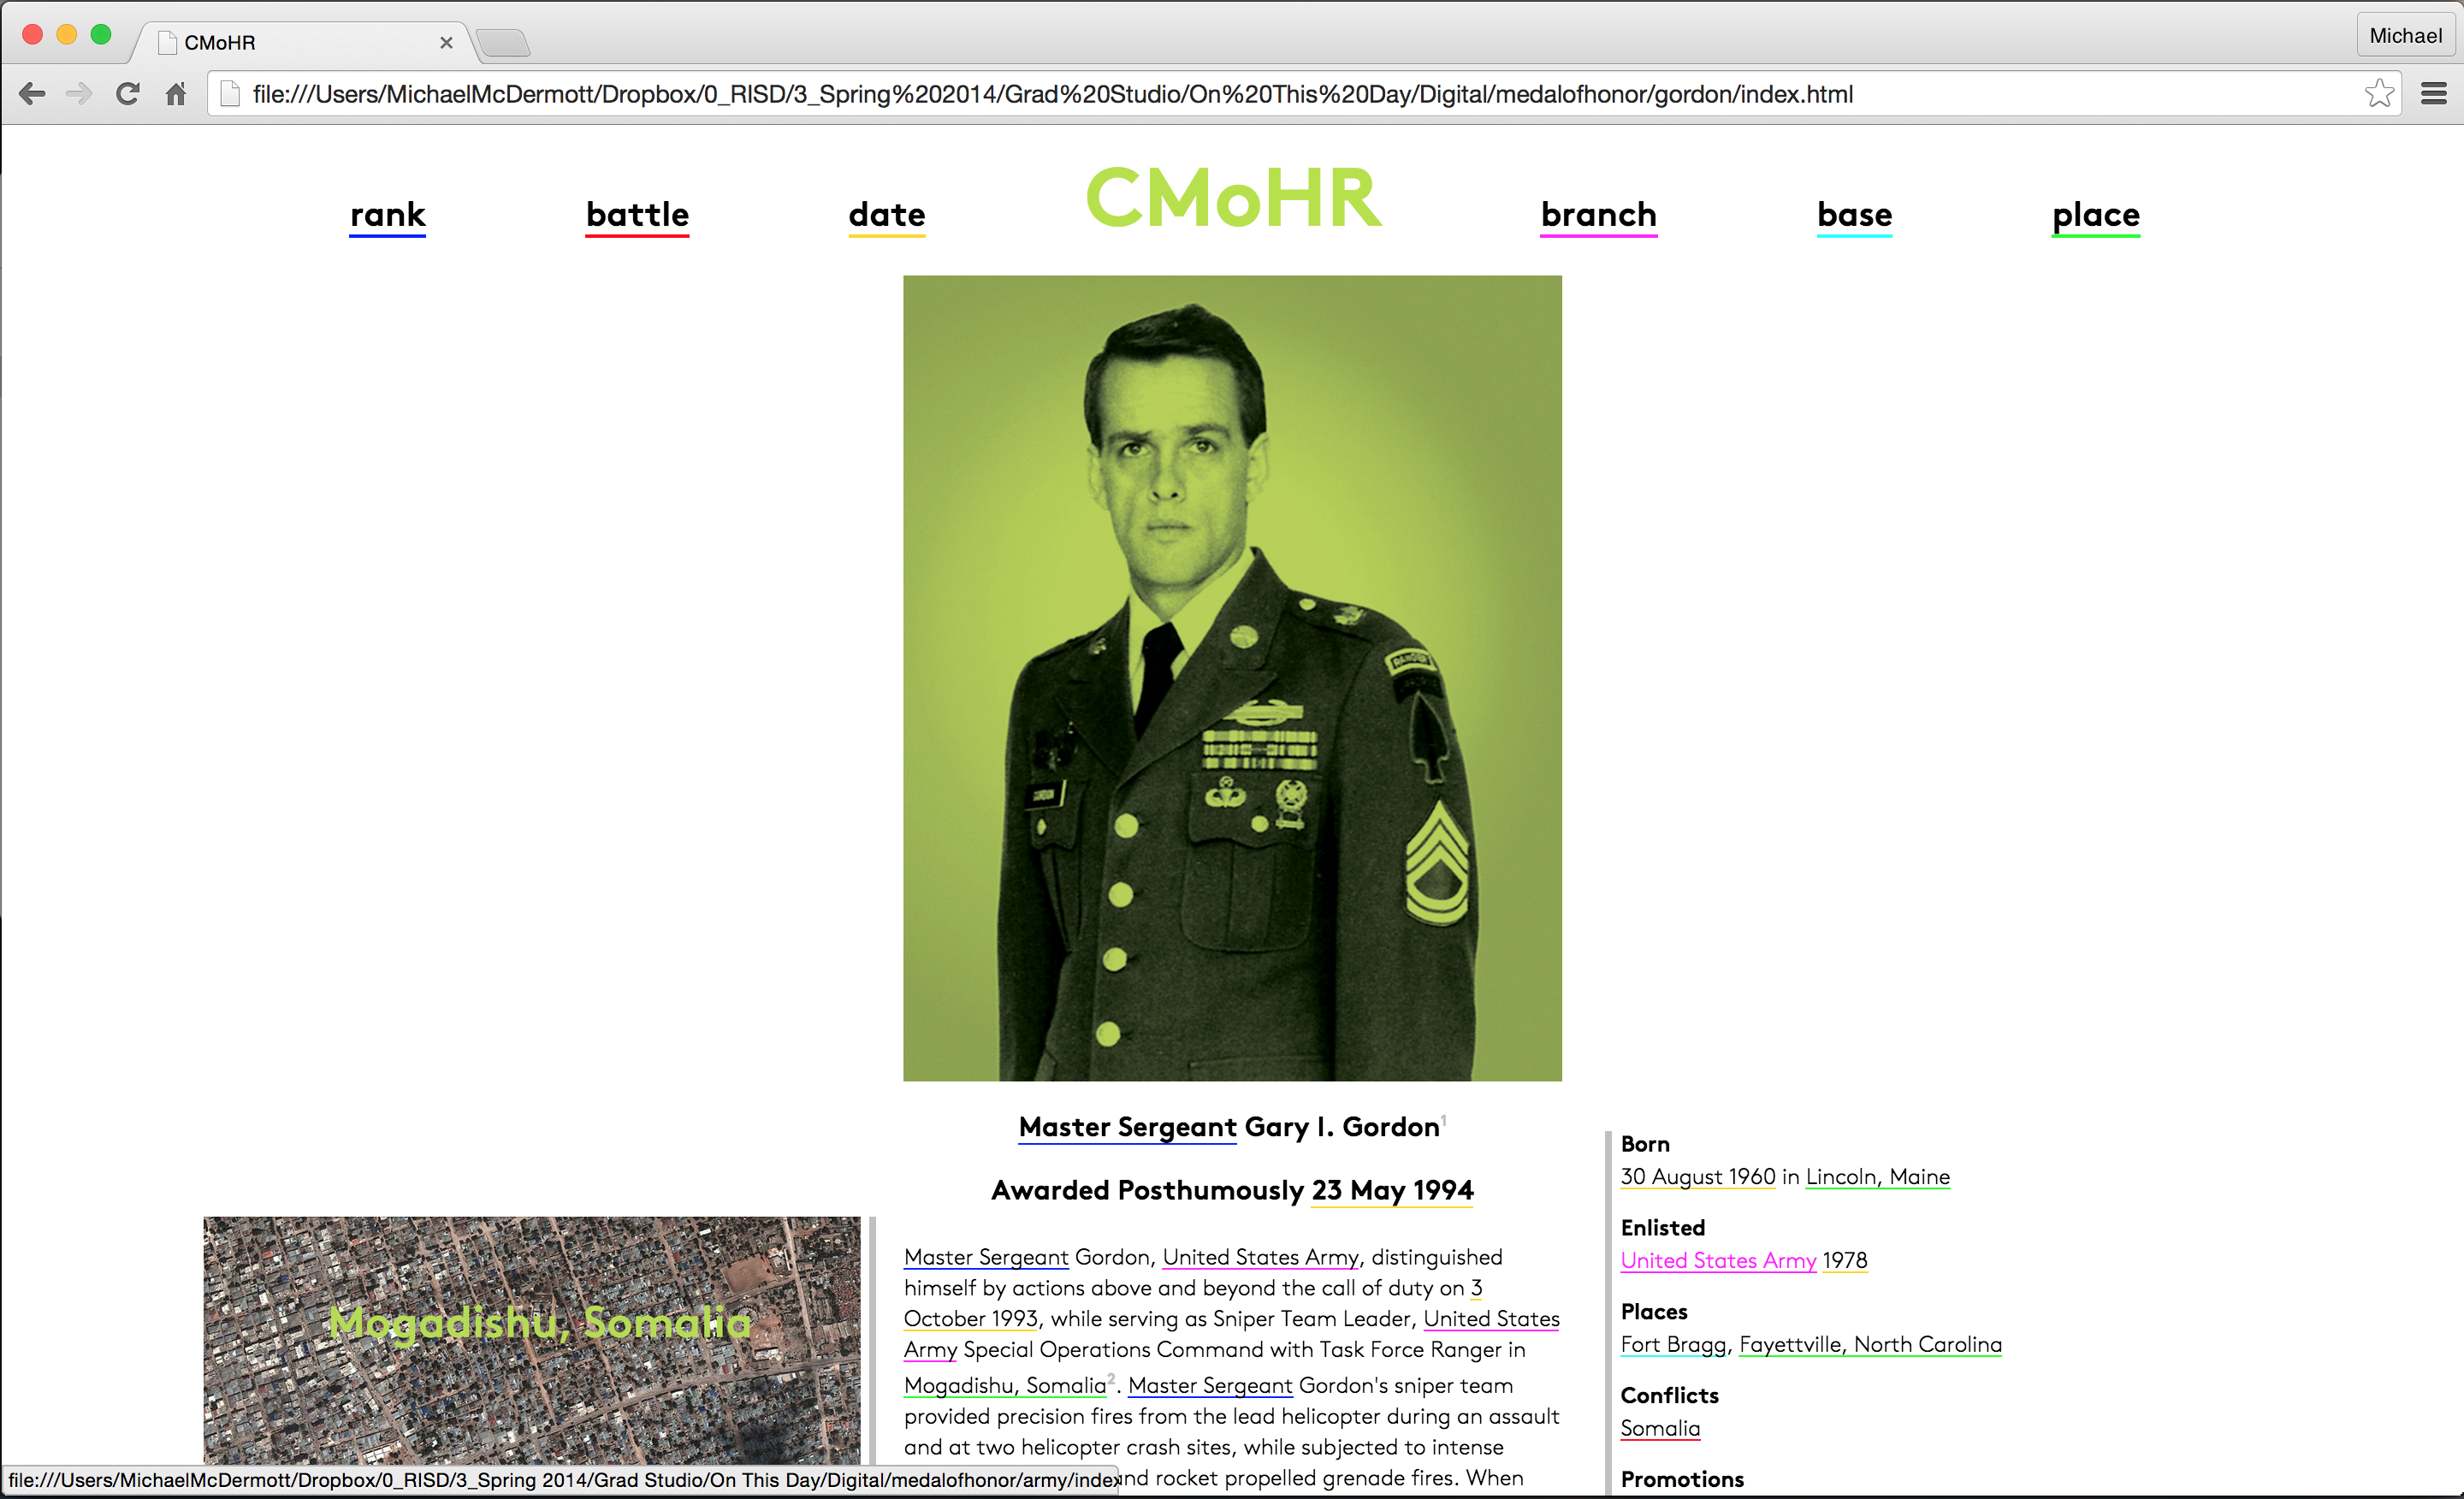 CMoHR
Michael
file:///Users/MichaelMcDermott/Dropbox/0_RISD/3_Spring%202014/Grad%20Studio/On%20This%20Day/Digital/medalofhonor/gordon/index.html
rank battle date CMoHR branch base place
RANGER
GORDON
Master Sergeant Gary I. Gordon1
Awarded Posthumously 23 May 1994
Mogadishu, Somalia
Master Sergeant Gordon, United States Army, distinguished
himself by actions above and beyond the call of duty on 3
October 1993, while serving as Sniper Team Leader, United States
Army Special Operations Command with Task Force Ranger in
Mogadishu, Somalia2. Master Sergeant Gordon's sniper team
provided precision fires from the lead helicopter during an assault
and at two helicopter crash sites, while subjected to intense
and rocket propelled grenade fires. When
Born
30 August 1960 in Lincoln, Maine
Enlisted
United States Army 1978
Places
Fort Bragg, Fayettville, North Carolina
Conflicts
Somalia
Promotions
file:///Users/MichaelMcDermott/Dropbox/0_RISD/3_Spring 2014/Grad Studio/On This Day/Digital/medalofhonor/army/index